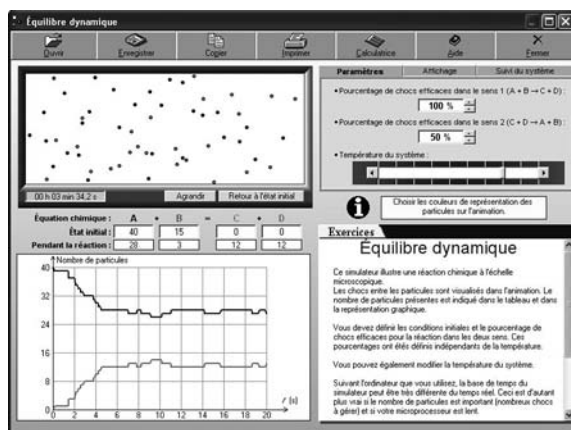 Équilibre dynamique
Ouvrir Enregistrer Copier Imprimer Calculatrice Aide Fermer
Paramètres Affichage Suivi du système
•Pourcentage de chocs efficaces dans le sens 1 (A + B → C + D) :
100 %
•Pourcentage de chocs efficaces dans le sens 2 (C + D → A + B) :
50 %
•Température du système :
00 h 03 min 34,2 s Agrandir Retour à l'état initial
Choisir les couleurs de représentation des
particules sur l'animation.
Équation chimique : A + B = C + D
État initial : 40 15 0 0
Pendant la réaction : 28 3 12 12
Nombre de particules
40
32
24
16
8
0
0 2 4 6 8 10 12 14 16 18 20
t (s)
Exercices
Équilibre dynamique
Ce simulateur illustre une réaction chimique à l'échelle
microscopique.
Les chocs entre les particules sont visualisés dans l'animation. Le
nombre de particules présentes est indiqué dans le tableau et dans
la représentation graphique.
Vous devez définir les conditions initiales et le pourcentage de
chocs efficaces pour la réaction dans les deux sens. Ces
pourcentages ont étés définis indépendants de la température.
Vous pouvez également modifier la température du système.
Suivant l'ordinateur que vous utilisez, la base de temps du
simulateur peut être très différente du temps réel. Ceci est d'autant
plus vrai si le nombre de particules est important (nombreux chocs
à gérer) et si votre microprocesseur est lent.